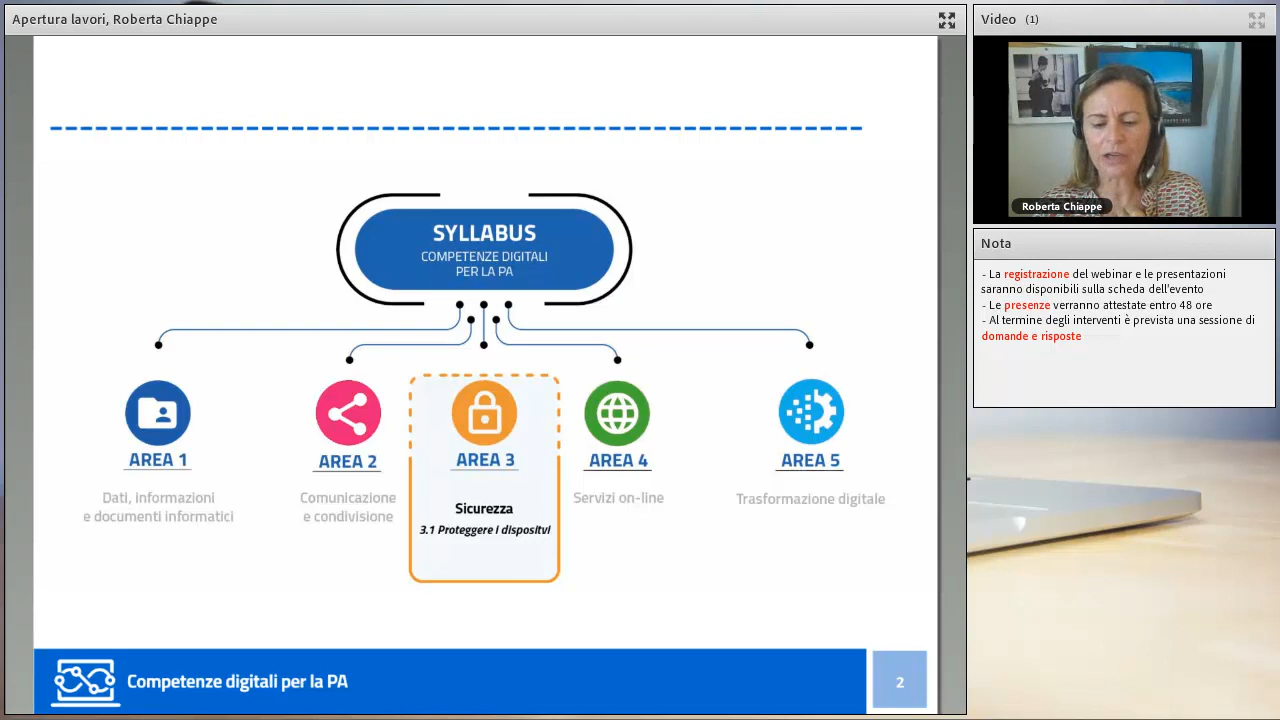 Apertura lavori, Roberta Chiappe
SYLLABUS
COMPETENZE DIGITALI
PER LA PA
AREA 1
Dati, informazioni
e documenti informatici
AREA 2
Comunicazione
e condivisione
AREA 3
Sicurezza
3.1 Proteggere i dispositvi
AREA 4
Servizi on-line
AREA 5
Trasformazione digitale
Competenze digitali per la PA
2
Video (1)
Roberta Chiappe
Nota
- La registrazione del webinar e le presentazioni
saranno disponibili sulla scheda dell'evento
- Le presenze verranno attestate entro 48 ore
- Al termine degli interventi è prevista una sessione di
domande e risposte